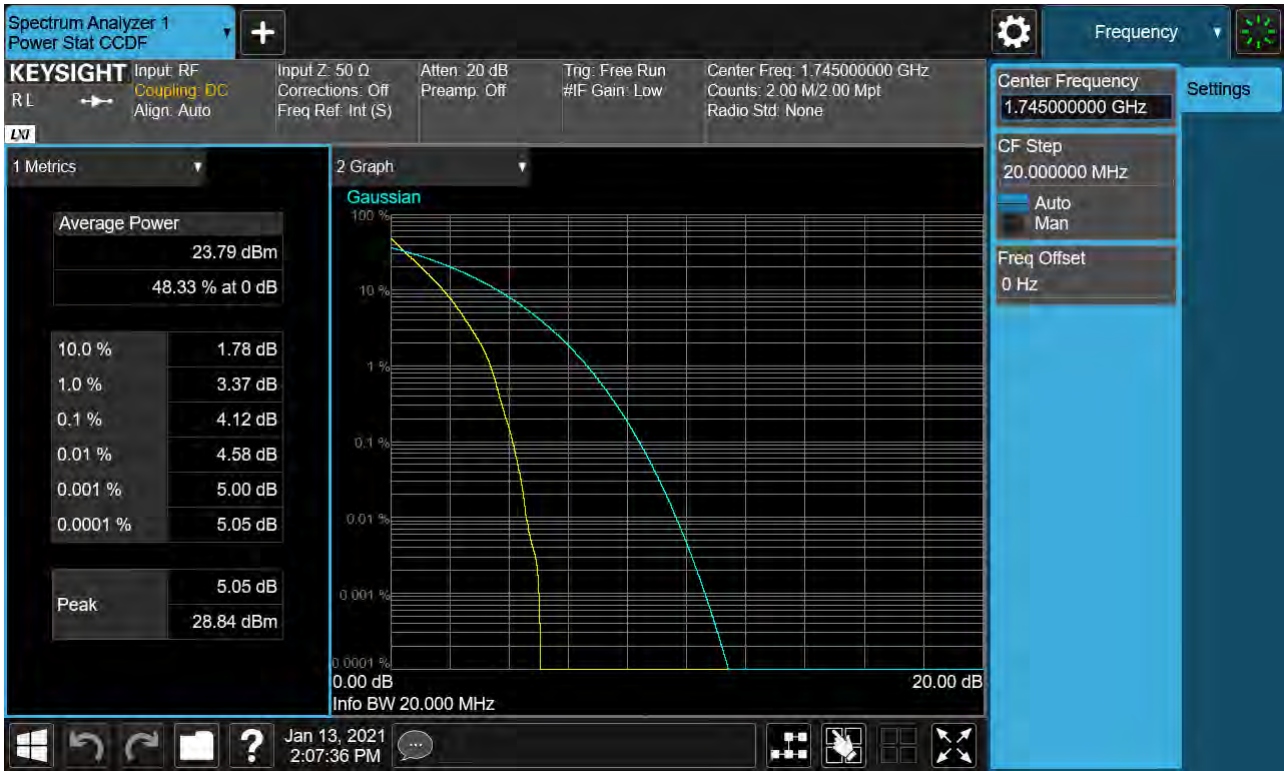 Spectrum Analyzer 1
Power Stat CCDF
+
Frequency
KEYSIGHT
Input: RF
Input Z: 50 Ω
Atten: 20 dB
Trig: Free Run
Center Freq: 1.745000000 GHz
RL
Coupling: DC
Corrections: Off
Preamp: Off
#IF Gain: Low
Counts: 2.00 M/2.00 Mpt
Align: Auto
Freq Ref: Int (S)
Radio Std: None
LXI
Center Frequency
1.745000000 GHz
Settings
CF Step
20.000000 MHz
Auto
Man
Freq Offset
0 Hz
1 Metrics
Average Power
23.79 dBm
48.33 % at 0 dB
10.0 % 1.78 dB
1.0 % 3.37 dB
0.1 % 4.12 dB
0.01 % 4.58 dB
0.001 % 5.00 dB
0.0001 % 5.05 dB
Peak
5.05 dB
28.84 dBm
2 Graph
Gaussian
100 %
10 %
1 %
0.1 %
0.01 %
0.001 %
0.0001 %
0.00 dB
20.00 dB
Info BW 20.000 MHz
?
Jan 13, 2021
2:07:36 PM